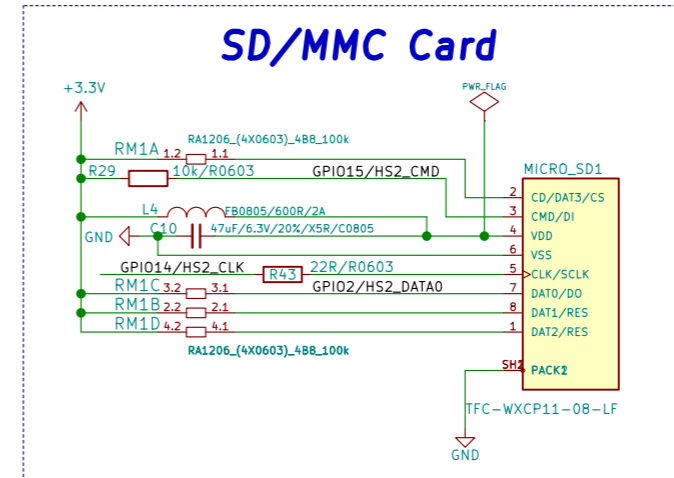 SD/MMC Card
+3.3V
PWR_FLAG
RA1206_(4X0603)_4B8_100k
RM1A 1.2 1.1
MICRO_SD1
R29 10k/R0603 GPIO15/HS2_CMD
2 CD/DAT3/CS
3 CMD/DI
L4 FB0805/600R/2A
GND C10 47uF/6.3V/20%/X5R/C0805
4 VDD
6 VSS
GPIO14/HS2_CLK R43 22R/R0603
5 CLK/SCLK
RM1C 3.2 3.1 GPIO2/HS2_DATA0
7 DAT0/DO
RM1B 2.2 2.1
8 DAT1/RES
RM1D 4.2 4.1
1 DAT2/RES
RA1206_(4X0603)_4B8_100k
PACK
TFC-WXCP11-08-LF
GND